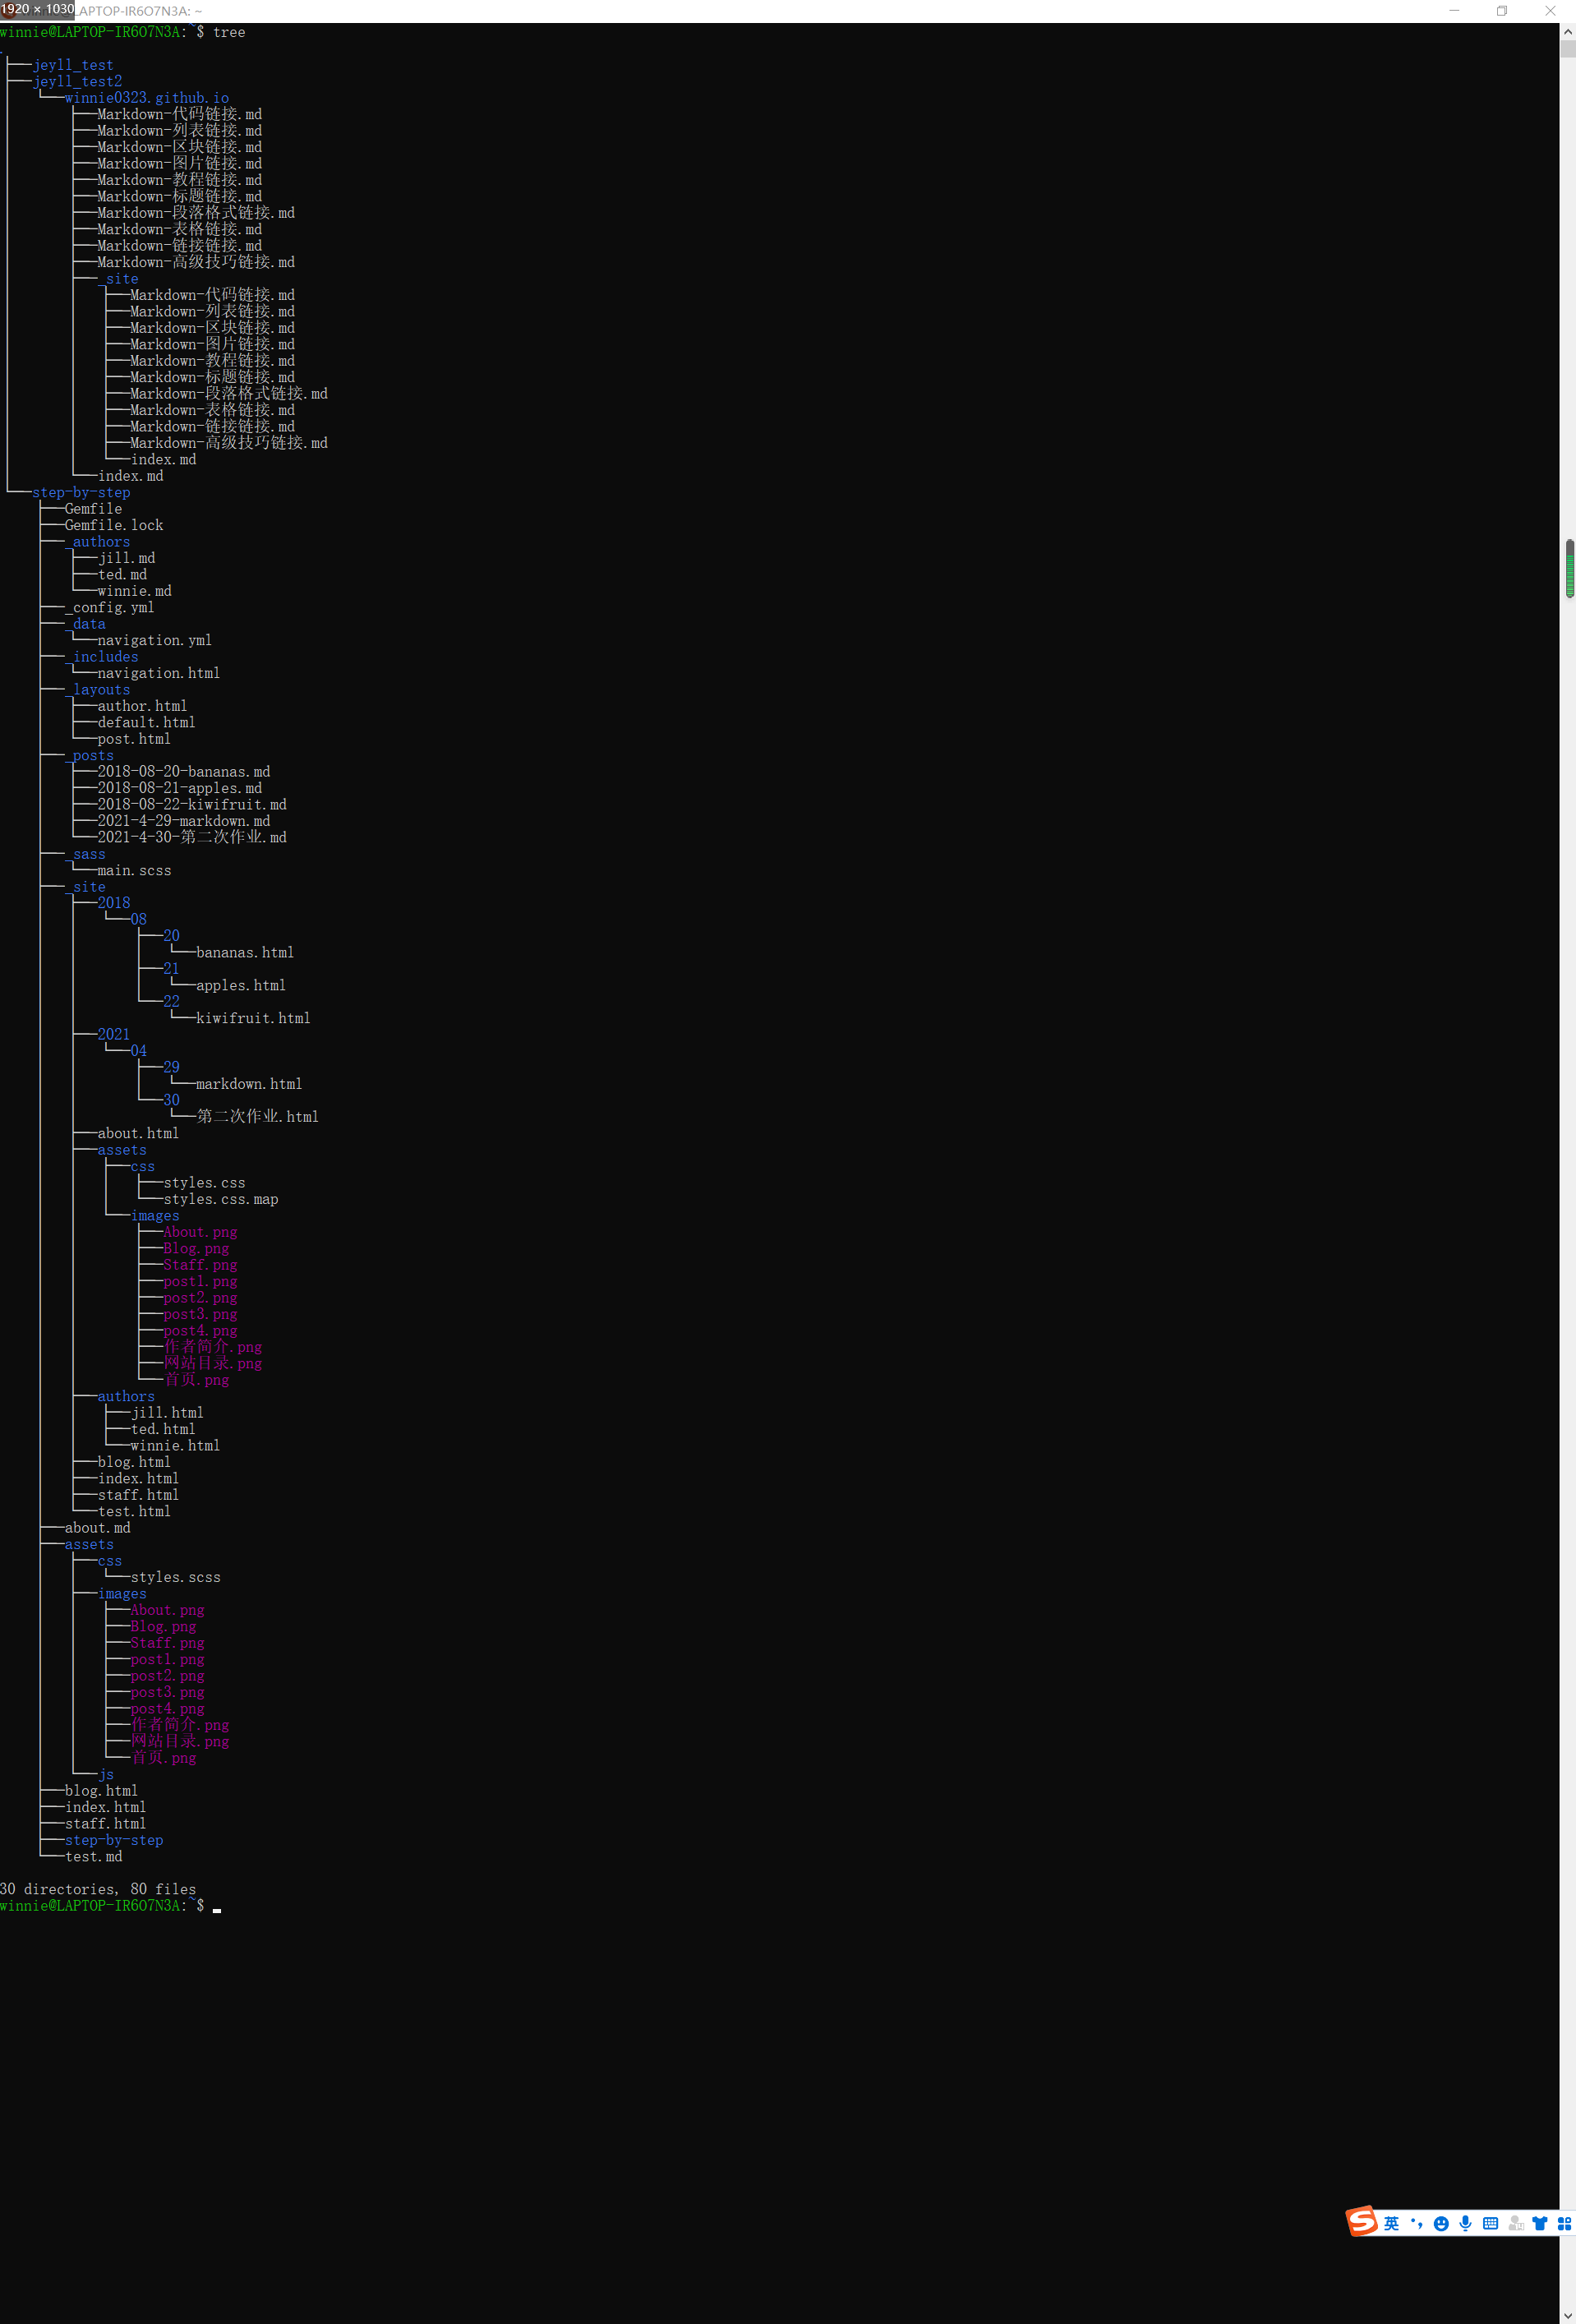 1920 × 1030
LAPTOP-IR6O7N3A: ~
winnie@LAPTOP-IR6O7N3A:~$ tree
.
├──jeyll_test
├──jeyll_test2
│   └──winnie0323.github.io
│       ├──Markdown-代码链接.md
│       ├──Markdown-列表链接.md
│       ├──Markdown-区块链接.md
│       ├──Markdown-图片链接.md
│       ├──Markdown-教程链接.md
│       ├──Markdown-标题链接.md
│       ├──Markdown-段落格式链接.md
│       ├──Markdown-表格链接.md
│       ├──Markdown-链接链接.md
│       ├──Markdown-高级技巧链接.md
│       ├──_site
│       │   ├──Markdown-代码链接.md
│       │   ├──Markdown-列表链接.md
│       │   ├──Markdown-区块链接.md
│       │   ├──Markdown-图片链接.md
│       │   ├──Markdown-教程链接.md
│       │   ├──Markdown-标题链接.md
│       │   ├──Markdown-段落格式链接.md
│       │   ├──Markdown-表格链接.md
│       │   ├──Markdown-链接链接.md
│       │   ├──Markdown-高级技巧链接.md
│       │   └──index.md
│       └──index.md
└──step-by-step
    ├──Gemfile
    ├──Gemfile.lock
    ├──_authors
    │   ├──jill.md
    │   ├──ted.md
    │   └──winnie.md
    ├──_config.yml
    ├──_data
    │   └──navigation.yml
    ├──_includes
    │   └──navigation.html
    ├──_layouts
    │   ├──author.html
    │   ├──default.html
    │   └──post.html
    ├──_posts
    │   ├──2018-08-20-bananas.md
    │   ├──2018-08-21-apples.md
    │   ├──2018-08-22-kiwifruit.md
    │   ├──2021-4-29-markdown.md
    │   └──2021-4-30-第二次作业.md
    ├──_sass
    │   └──main.scss
    ├──_site
    │   ├──2018
    │   │   └──08
    │   │       ├──20
    │   │       │   └──bananas.html
    │   │       ├──21
    │   │       │   └──apples.html
    │   │       └──22
    │   │           └──kiwifruit.html
    │   ├──2021
    │   │   └──04
    │   │       ├──29
    │   │       │   └──markdown.html
    │   │       └──30
    │   │           └──第二次作业.html
    │   ├──about.html
    │   ├──assets
    │   │   ├──css
    │   │   │   ├──styles.css
    │   │   │   └──styles.css.map
    │   │   └──images
    │   │       ├──About.png
    │   │       ├──Blog.png
    │   │       ├──Staff.png
    │   │       ├──post1.png
    │   │       ├──post2.png
    │   │       ├──post3.png
    │   │       ├──post4.png
    │   │       ├──作者简介.png
    │   │       ├──网站目录.png
    │   │       └──首页.png
    │   ├──authors
    │   │   ├──jill.html
    │   │   ├──ted.html
    │   │   └──winnie.html
    │   ├──blog.html
    │   ├──index.html
    │   ├──staff.html
    │   └──test.html
    ├──about.md
    ├──assets
    │   ├──css
    │   │   └──styles.scss
    │   ├──images
    │   │   ├──About.png
    │   │   ├──Blog.png
    │   │   ├──Staff.png
    │   │   ├──post1.png
    │   │   ├──post2.png
    │   │   ├──post3.png
    │   │   ├──post4.png
    │   │   ├──作者简介.png
    │   │   ├──网站目录.png
    │   │   └──首页.png
    │   └──js
    ├──blog.html
    ├──index.html
    ├──staff.html
    ├──step-by-step
    └──test.md

30 directories, 80 files
winnie@LAPTOP-IR6O7N3A:~$
英